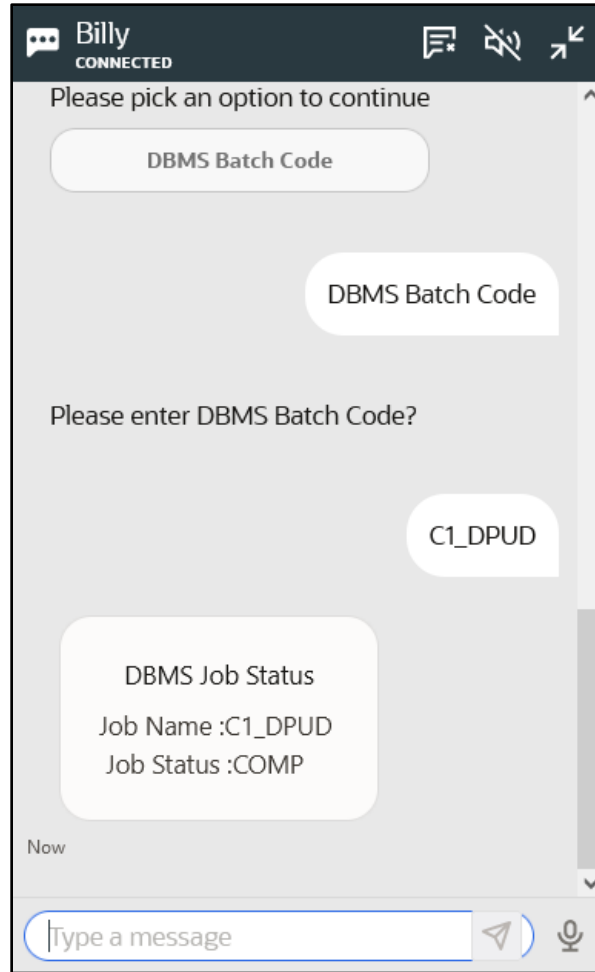 Billy
CONNECTED
Please pick an option to continue
DBMS Batch Code
DBMS Batch Code
Please enter DBMS Batch Code?
C1_DPUD
DBMS Job Status
Job Name :C1_DPUD
Job Status :COMP
Now
Type a message